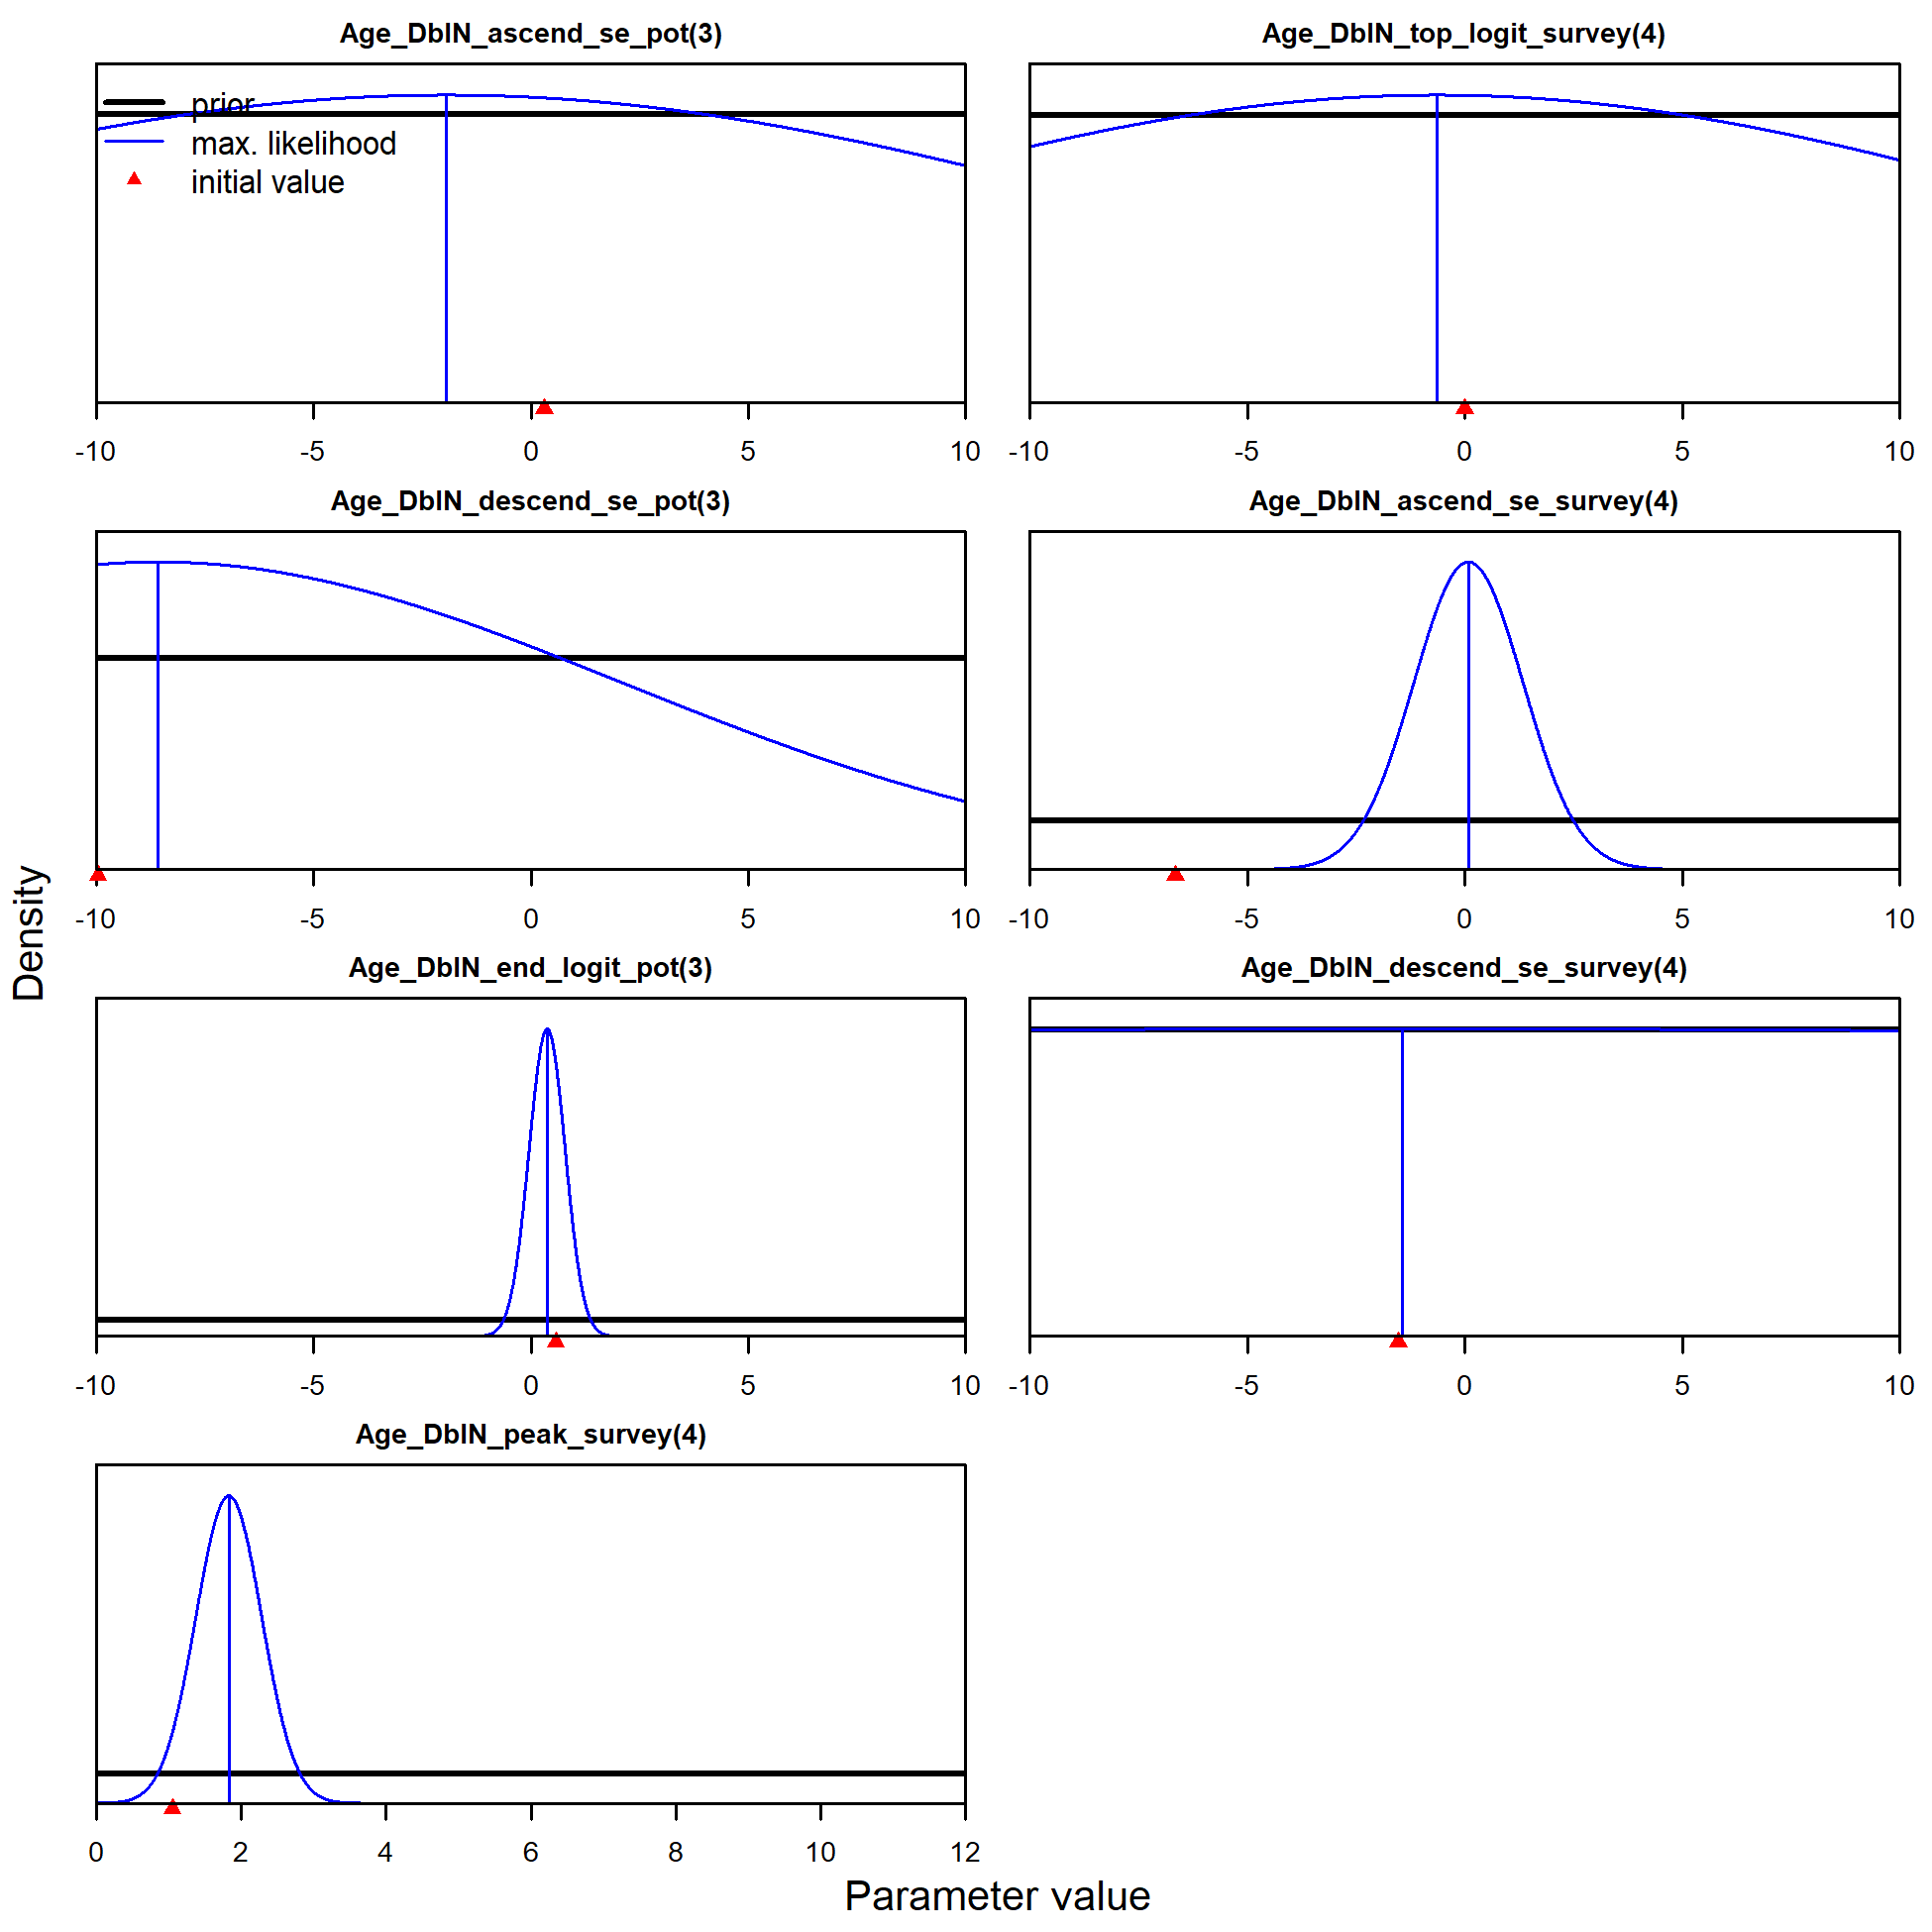 Age_DblN_ascend_se_pot(3)
prior
max. likelihood
initial value
-10 -5 0 5 10
Age_DblN_top_logit_survey(4)
-10 -5 0 5 10
Age_DblN_descend_se_pot(3)
-10 -5 0 5 10
Age_DblN_ascend_se_survey(4)
-10 -5 0 5 10
Age_DblN_end_logit_pot(3)
-10 -5 0 5 10
Age_DblN_descend_se_survey(4)
-10 -5 0 5 10
Age_DblN_peak_survey(4)
0 2 4 6 8 10 12
Density
Parameter value